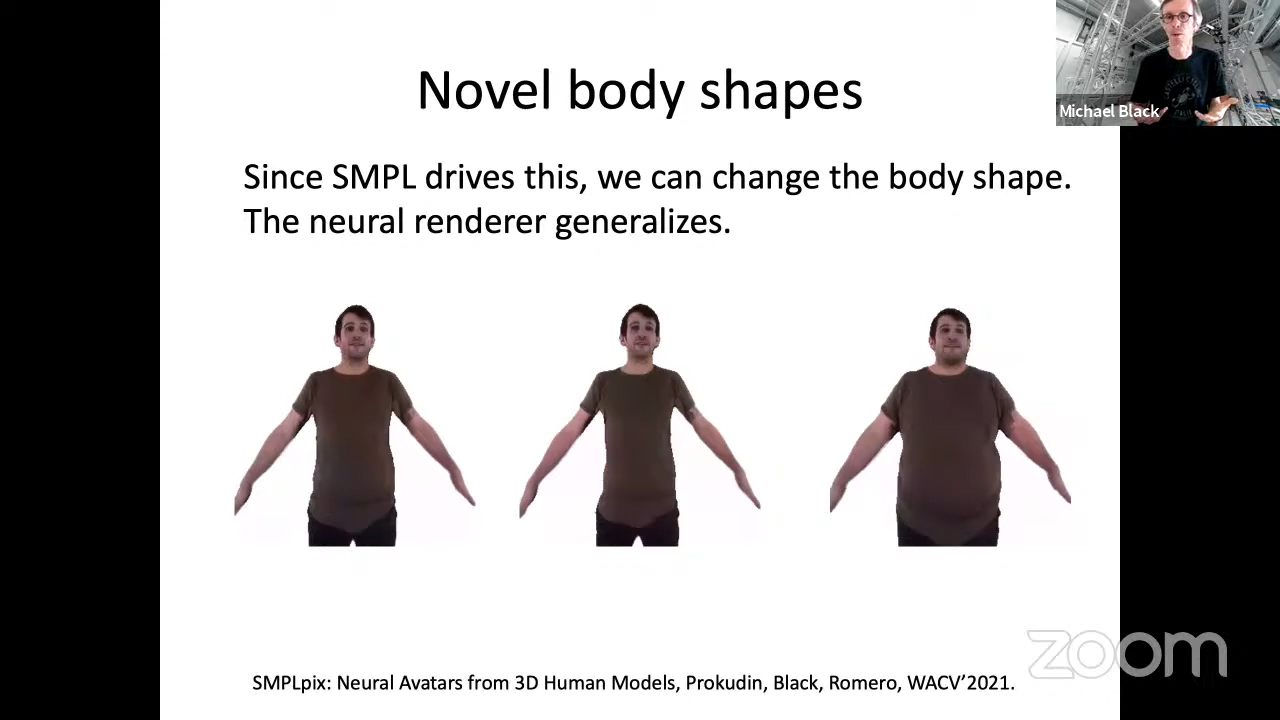 Novel body shapes
Michael Black
Since SMPL drives this, we can change the body shape.
The neural renderer generalizes.
zoom
SMPLpix: Neural Avatars from 3D Human Models, Prokudin, Black, Romero, WACV’2021.